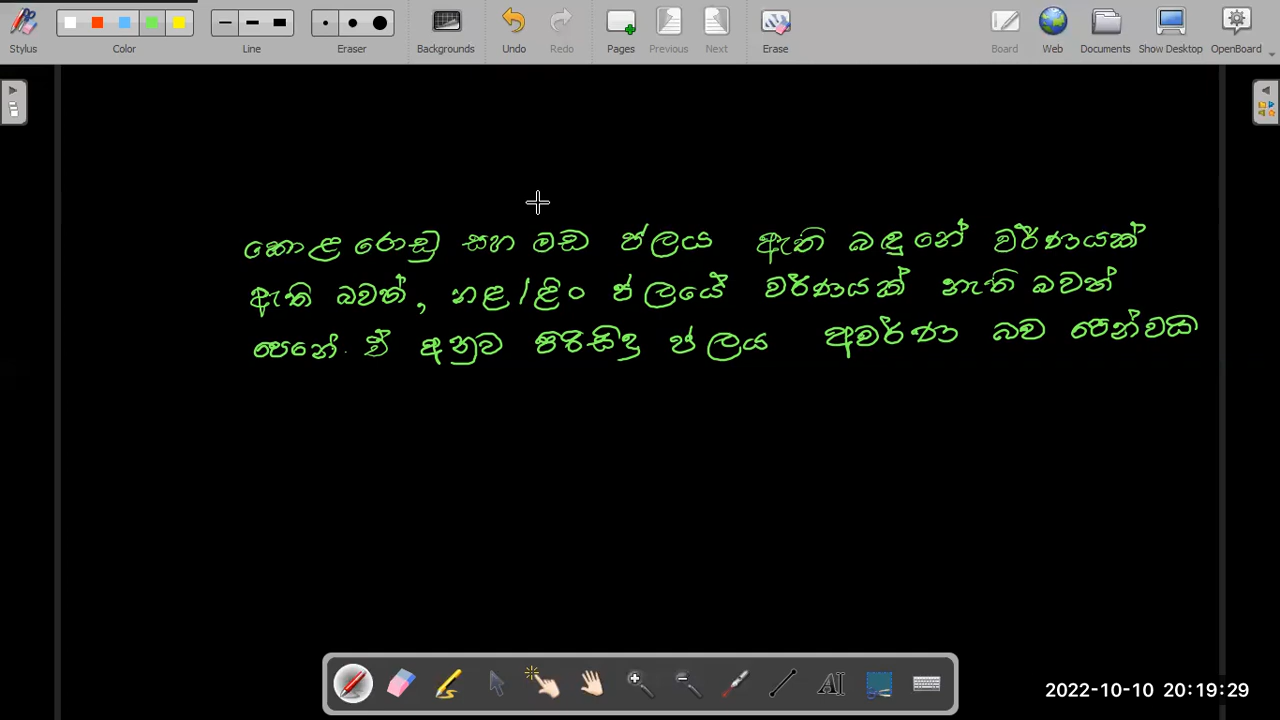 Stylus
Color
Line
Eraser
Backgrounds
Undo
Redo
Pages
Previous
Next
Erase
Board
Web
Documents
Show Desktop
OpenBoard
කොළ රොඩු සහ මඩ ජලය ඇති බඳුනේ වර්ණයක්
ඇති බවත්, නළ/ළිං ජලයේ වර්ණයක් නැති බවත්
පෙනේ. ඒ අනුව පිරිසිදු ජලය අවර්ණ බව පෙන්වයි
2022-10-10 20:19:29